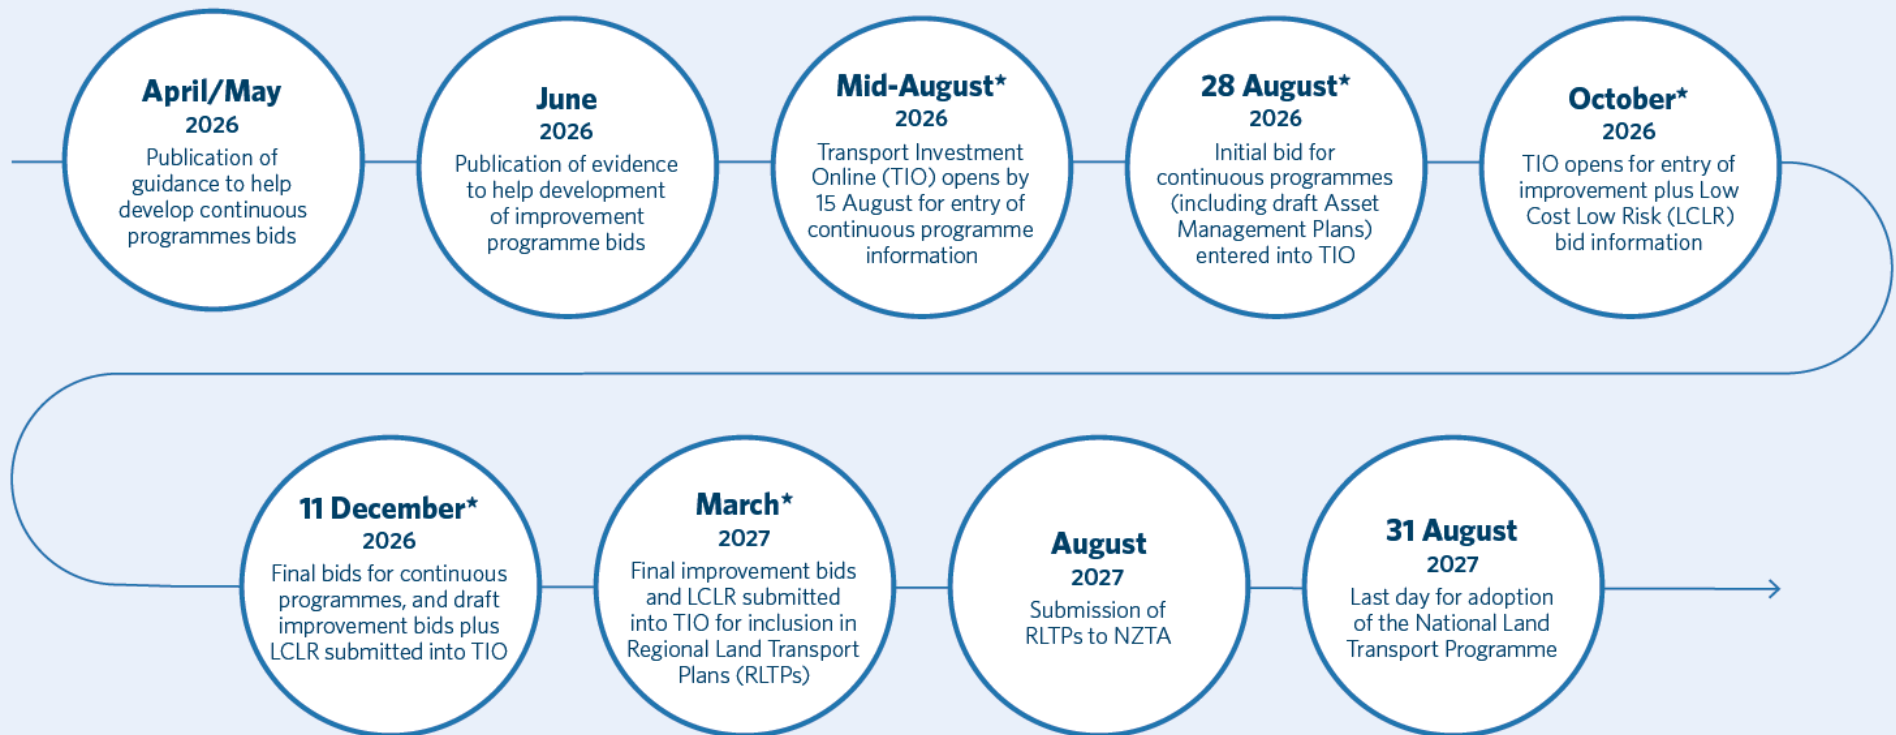 April/May
2026
Publication of
guidance to help
develop continuous
programmes bids
June
2026
Publication of evidence
to help development
of improvement
programme bids
Mid-August*
2026
Transport Investment
Online (TIO) opens by
15 August for entry of
continuous programme
information
28 August*
2026
Initial bid for
continuous programmes
(including draft Asset
Management Plans)
entered into TIO
October*
2026
TIO opens for entry of
improvement plus Low
Cost Low Risk (LCLR)
bid information
11 December*
2026
Final bids for continuous
programmes, and draft
improvement bids plus
LCLR submitted into TIO
March*
2027
Final improvement bids
and LCLR submitted
into TIO for inclusion in
Regional Land Transport
Plans (RLTPs)
August
2027
Submission of
RLTPs to NZTA
31 August
2027
Last day for adoption
of the National Land
Transport Programme